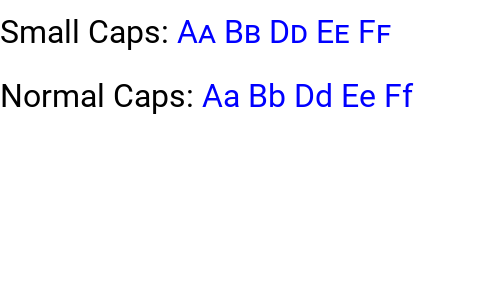 Small Caps: Aᴀ Bʙ Dᴅ Eᴇ Fꜰ
Normal Caps: Aa Bb Dd Ee Ff